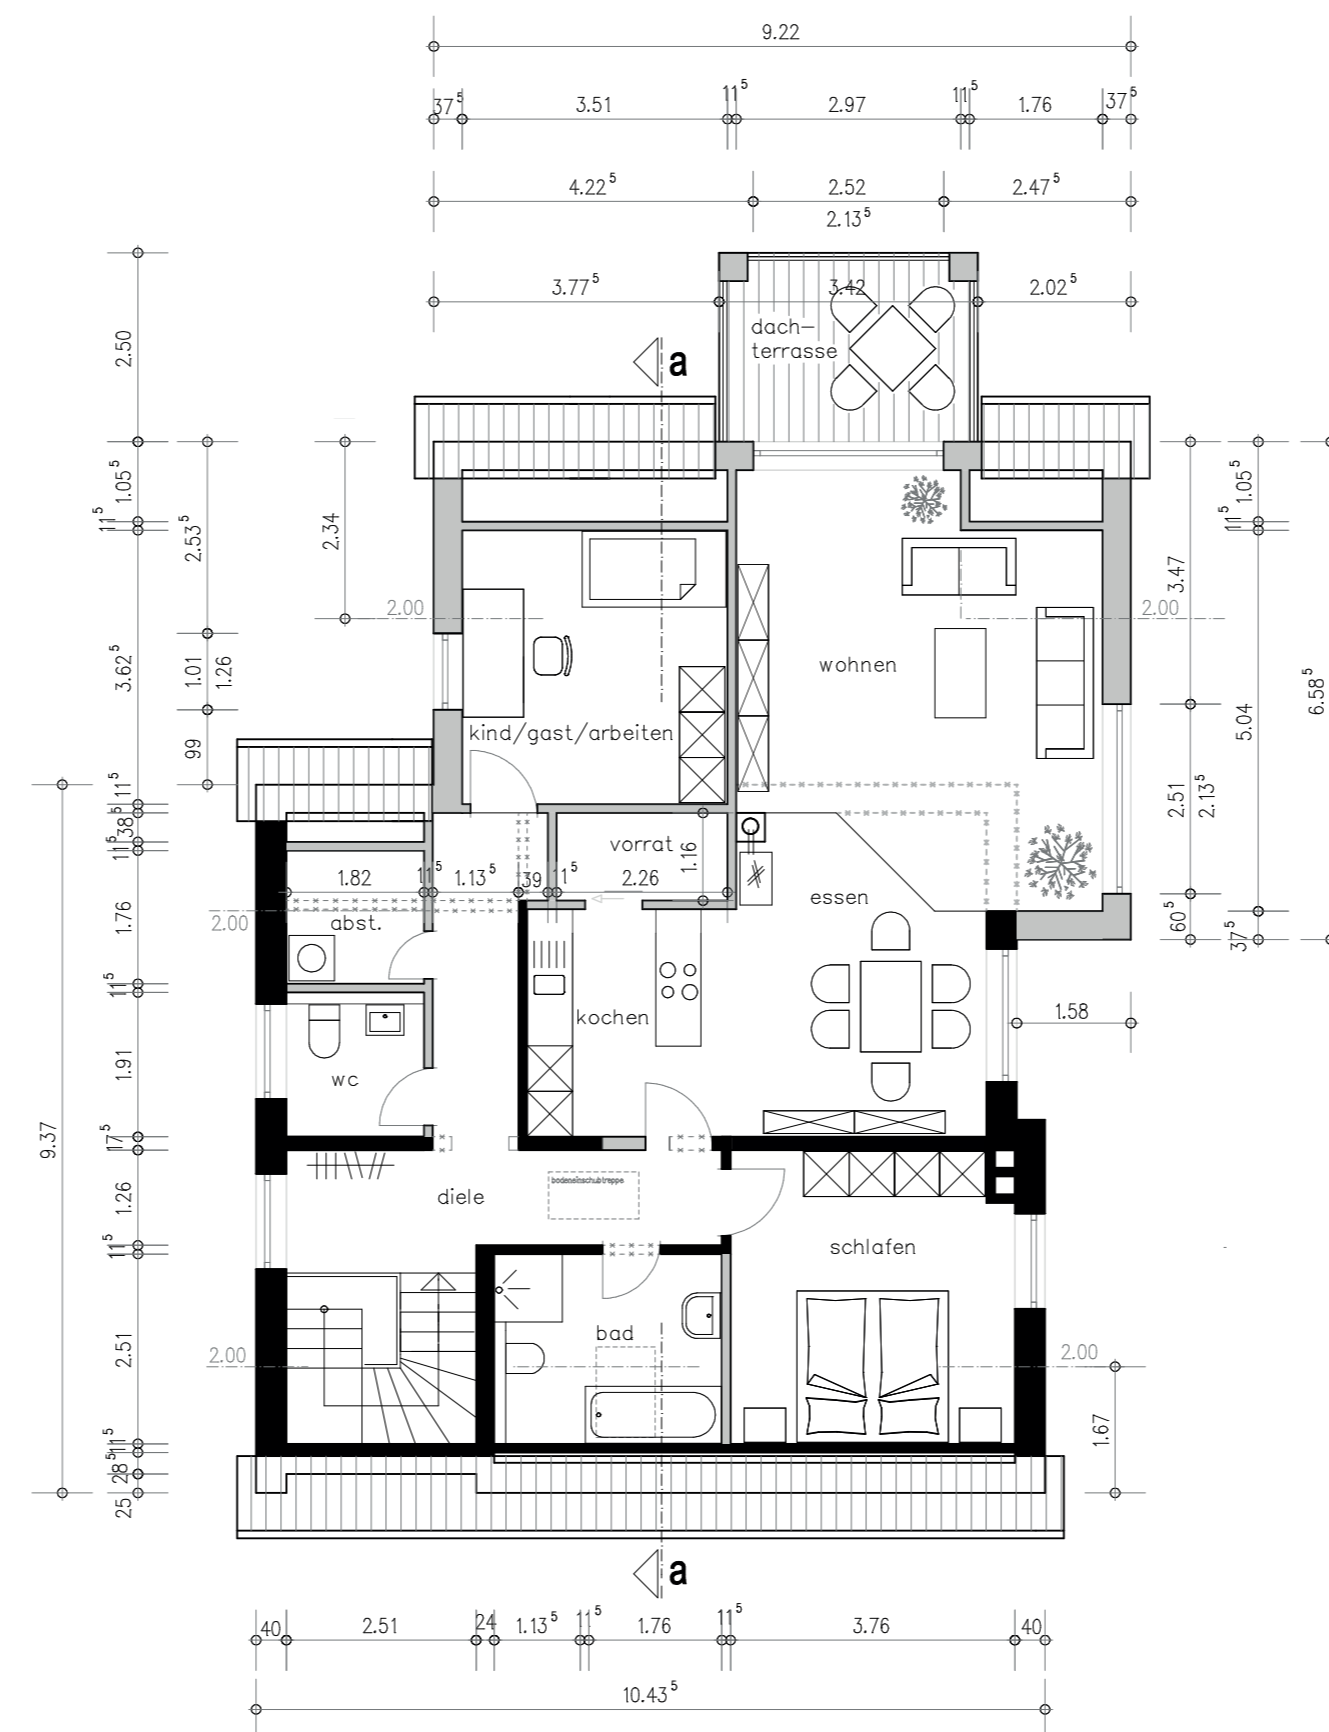 9.22
37⁵ 3.51 11⁵ 2.97 11⁵ 1.76 37⁵
4.22⁵ 2.52 2.47⁵
2.13⁵
3.77⁵ 3.42 2.02⁵
dach-
terrasse
a
2.50
1.05⁵
11⁵
3.62⁵
11⁵
38⁵
11⁵
1.76
11⁵
1.91
17⁵
1.26
11⁵
2.51
11⁵
28⁵
25
9.37
2.53⁵
1.01
1.26
99
2.34
2.00
2.00
3.47
2.51
2.13⁵
60⁵
1.05⁵
11⁵
5.04
37⁵
6.58⁵
wohnen
kind/gast/arbeiten
vorrat
1.16
1.82 11⁵ 1.13⁵ 39 11⁵ 2.26
essen
2.00
abst.
kochen
1.58
wc
bodeneinschubtreppe
diele
schlafen
bad
2.00
2.00
1.67
a
40 2.51 24 1.13⁵ 11⁵ 1.76 11⁵ 3.76 40
10.43⁵